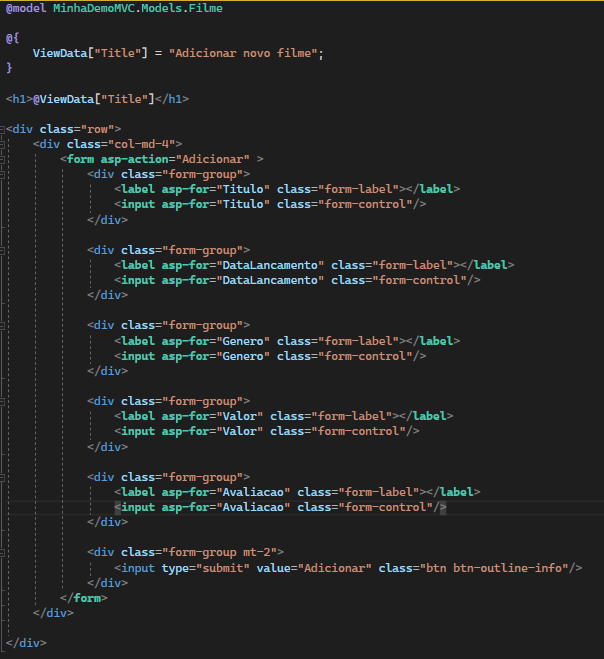 @model MinhaDemoMVC.Models.Filme
@{
ViewData["Title"] = "Adicionar novo filme";
}
<h1>@ViewData["Title"]</h1>
<div class="row">
<div class="col-md-4">
<form asp-action="Adicionar" >
<div class="form-group">
<label asp-for="Titulo" class="form-label"></label>
<input asp-for="Titulo" class="form-control"/>
</div>
<div class="form-group">
<label asp-for="DataLancamento" class="form-label"></label>
<input asp-for="DataLancamento" class="form-control"/>
</div>
<div class="form-group">
<label asp-for="Genero" class="form-label"></label>
<input asp-for="Genero" class="form-control"/>
</div>
<div class="form-group">
<label asp-for="Valor" class="form-label"></label>
<input asp-for="Valor" class="form-control"/>
</div>
<div class="form-group">
<label asp-for="Avaliacao" class="form-label"></label>
<input asp-for="Avaliacao" class="form-control"/>
</div>
<div class="form-group mt-2">
<input type="submit" value="Adicionar" class="btn btn-outline-info"/>
</div>
</form>
</div>
</div>